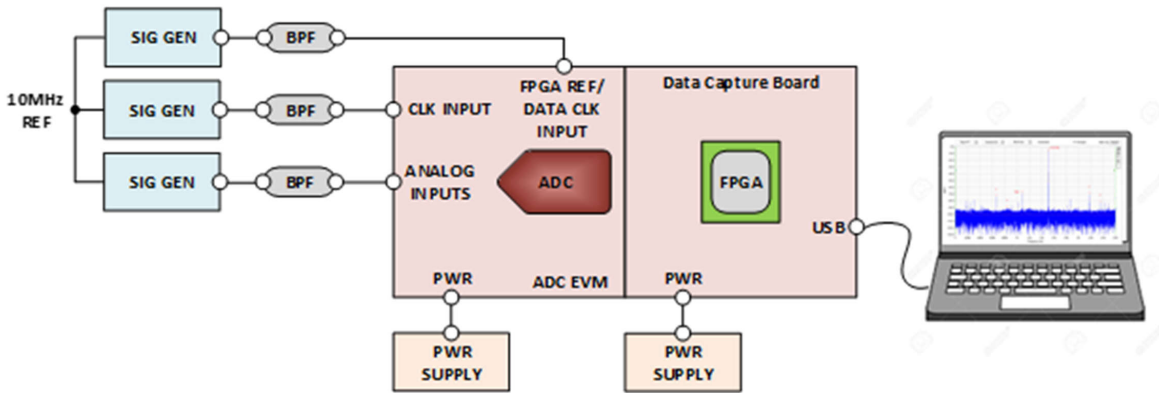 SIG GEN
BPF
10MHz
REF
SIG GEN
BPF
SIG GEN
BPF
CLK INPUT
ANALOG
INPUTS
FPGA REF/
DATA CLK
INPUT
ADC
Data Capture Board
FPGA
USB
PWR
ADC EVM
PWR
PWR
SUPPLY
PWR
SUPPLY